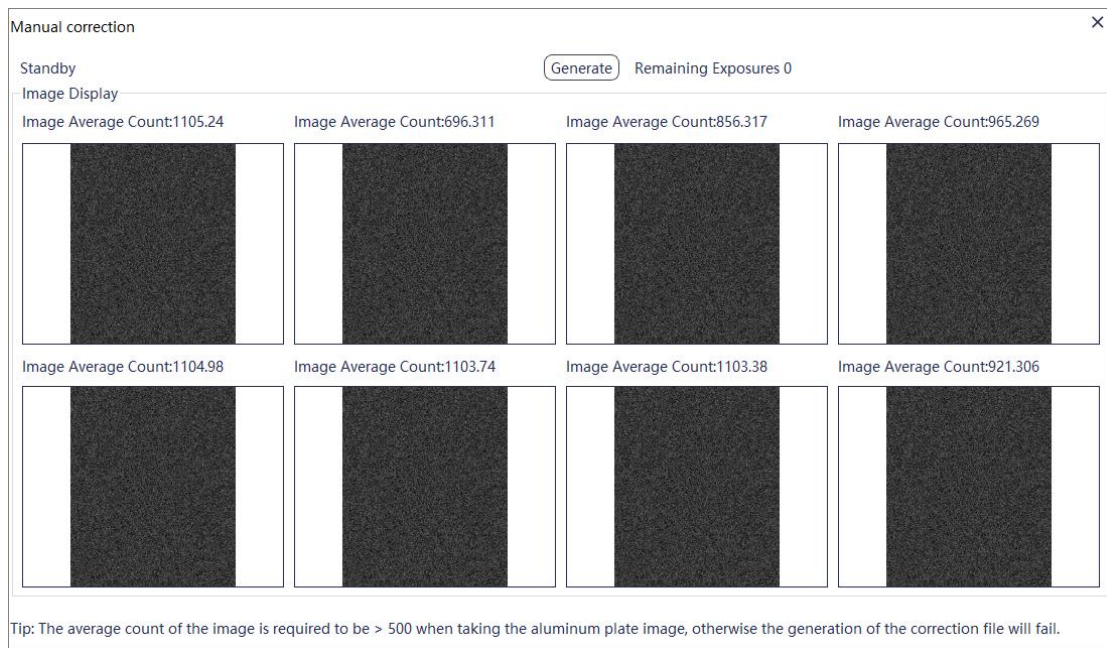 Manual correction
Standby
Generate
Remaining Exposures 0
Image Display
Image Average Count:1105.24
Image Average Count:696.311
Image Average Count:856.317
Image Average Count:965.269
Image Average Count:1104.98
Image Average Count:1103.74
Image Average Count:1103.38
Image Average Count:921.306
Tip: The average count of the image is required to be > 500 when taking the aluminum plate image, otherwise the generation of the correction file will fail.